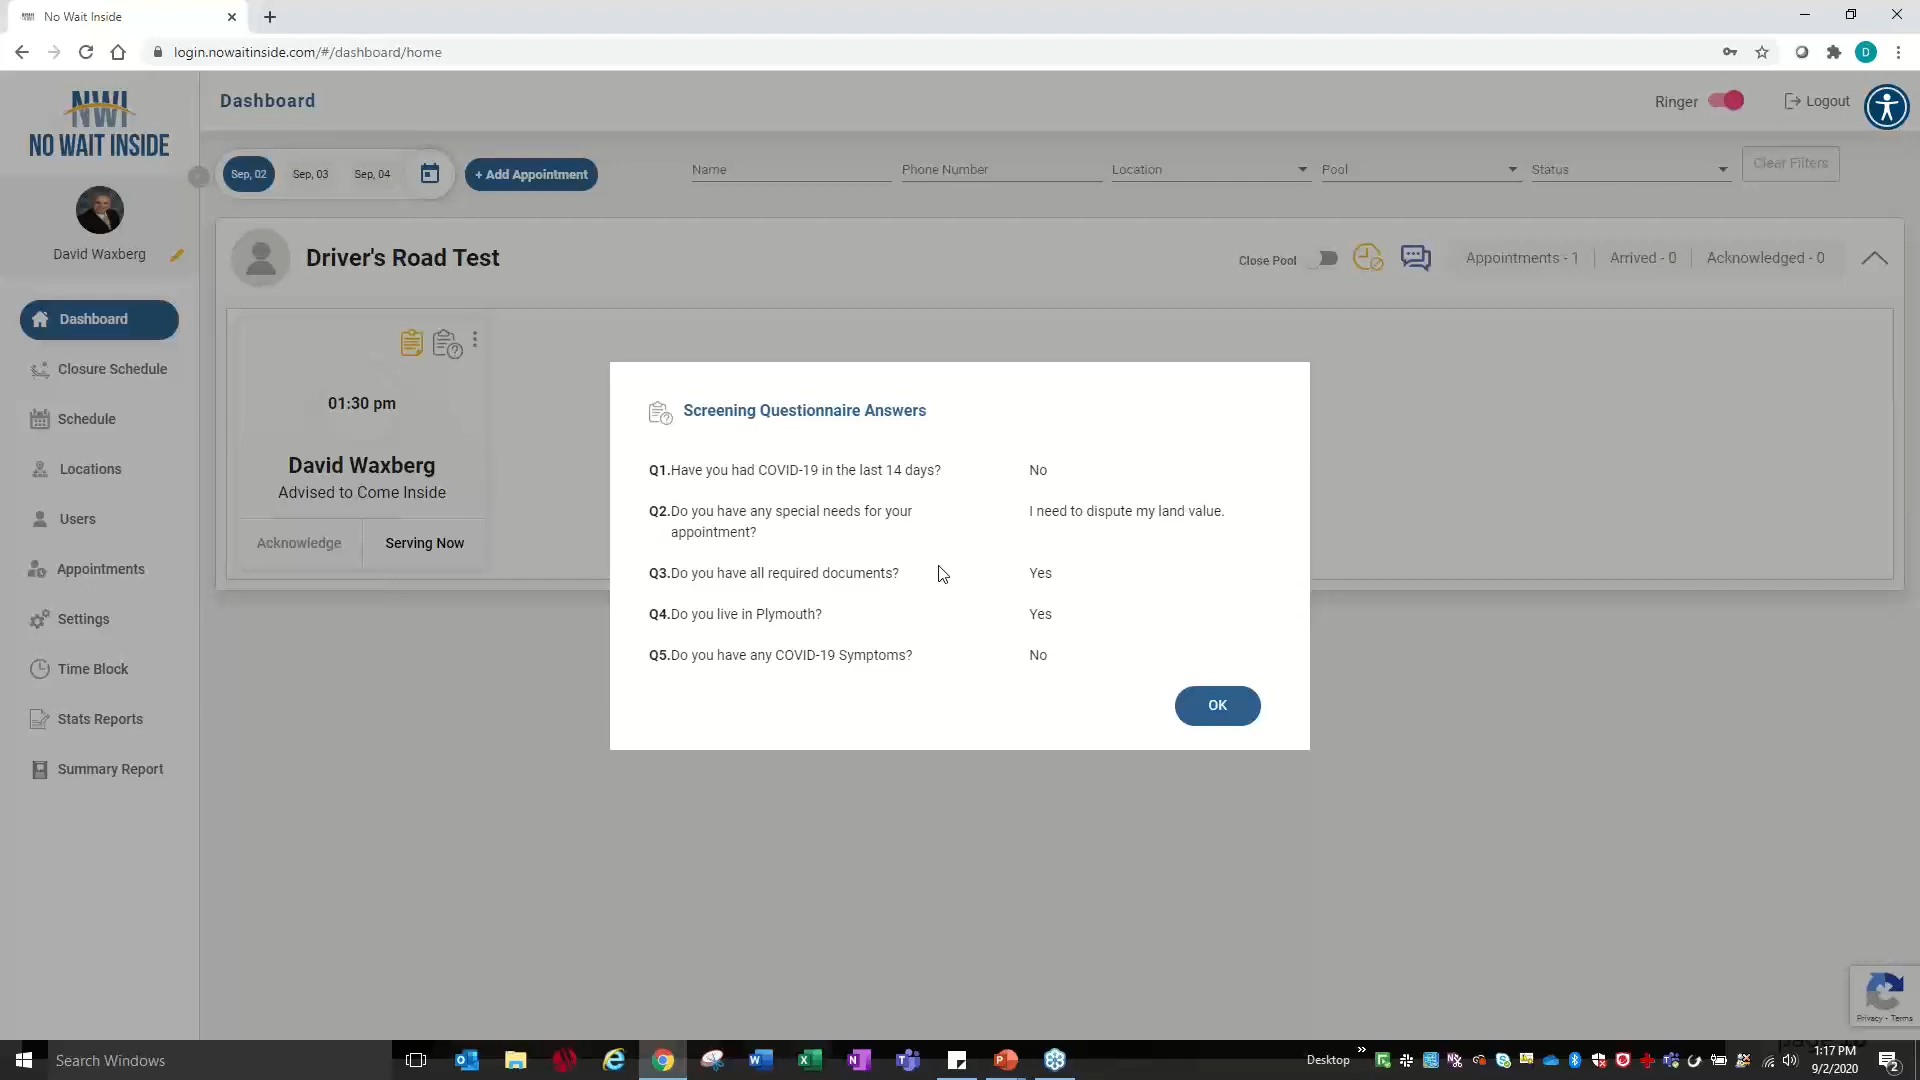 No Wait Inside
login.nowaitinside.com/#/dashboard/home
D
NWI
NO WAIT INSIDE
Dashboard
Ringer
Logout
Sep, 02
Sep, 03
Sep, 04
+ Add Appointment
Name
Phone Number
Location
Pool
Status
Clear Filters
David Waxberg
Driver's Road Test
Close Pool
Appointments - 1
Arrived - 0
Acknowledged - 0
Dashboard
Closure Schedule
Schedule
Locations
Users
Appointments
Settings
Time Block
Stats Reports
Summary Report
01:30 pm
David Waxberg
Advised to Come Inside
Acknowledge
Serving Now
Screening Questionnaire Answers
Q1.Have you had COVID-19 in the last 14 days?
No
Q2.Do you have any special needs for your
appointment?
I need to dispute my land value.
Q3.Do you have all required documents?
Yes
Q4.Do you live in Plymouth?
Yes
Q5.Do you have any COVID-19 Symptoms?
No
OK
Privacy - Terms
Search Windows
Desktop
1:17 PM
9/2/2020
2